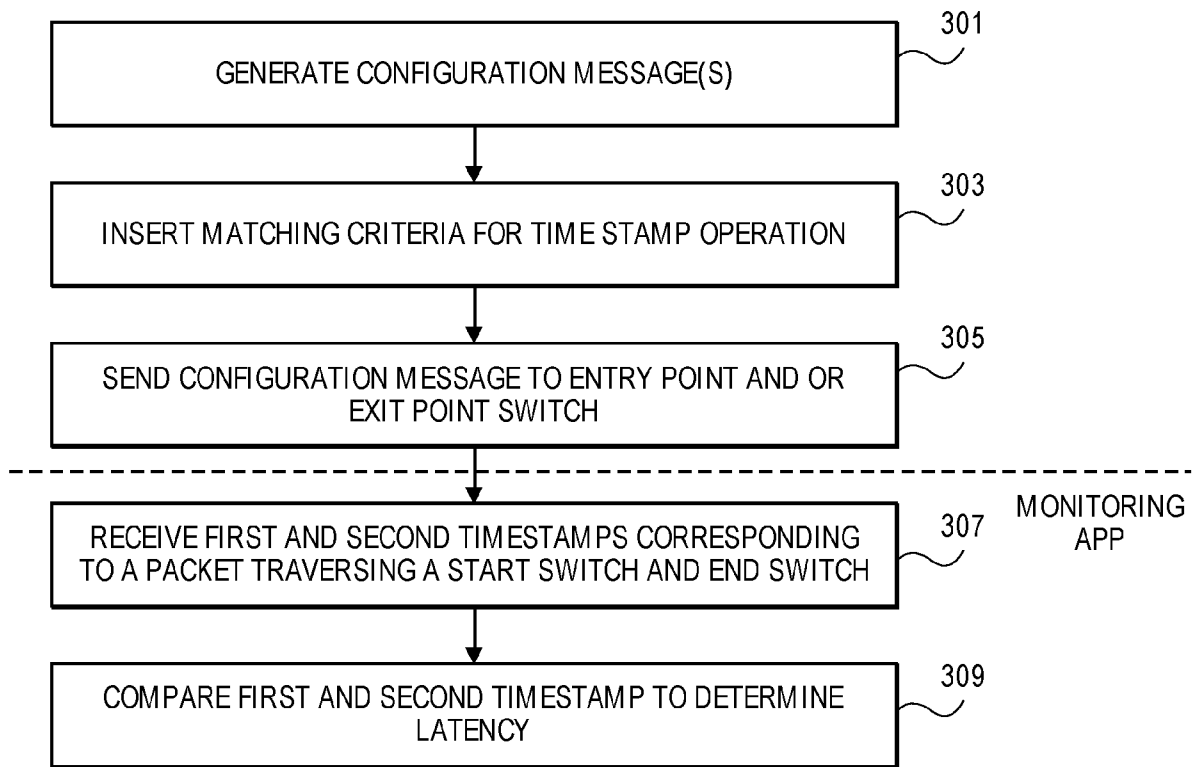 301
GENERATE CONFIGURATION MESSAGE(S)
303
INSERT MATCHING CRITERIA FOR TIME STAMP OPERATION
305
SEND CONFIGURATION MESSAGE TO ENTRY POINT AND OR
EXIT POINT SWITCH
MONITORING
APP
307
RECEIVE FIRST AND SECOND TIMESTAMPS CORRESPONDING
TO A PACKET TRAVERSING A START SWITCH AND END SWITCH
309
COMPARE FIRST AND SECOND TIMESTAMP TO DETERMINE
LATENCY